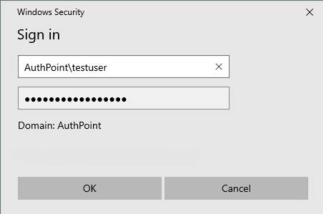 Windows Security
Sign in
AuthPoint\testuser
●●●●●●●●●●●●●●●●●
Domain: AuthPoint
OK Cancel